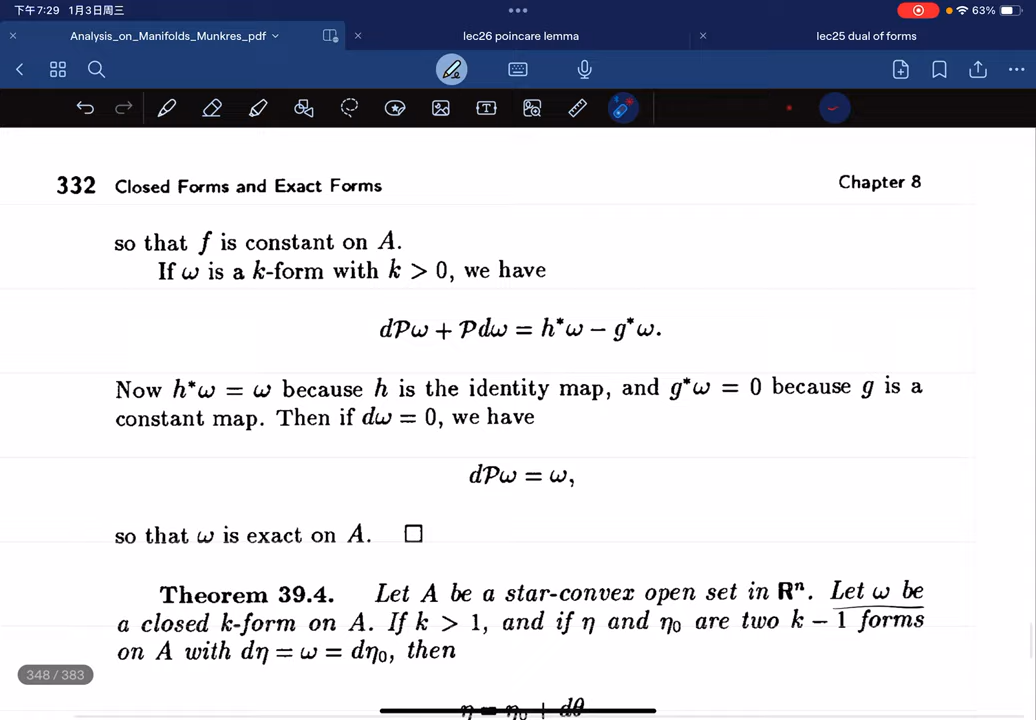 下午7:29 1月3日周三
63%
Analysis_on_Manifolds_Munkres_pdf
lec26 poincare lemma
lec25 dual of forms
332 Closed Forms and Exact Forms
Chapter 8
so that f is constant on A.
If ω is a k-form with k > 0, we have
d𝒫ω + 𝒫dω = h*ω − g*ω.
Now h*ω = ω because h is the identity map, and g*ω = 0 because g is a
constant map. Then if dω = 0, we have
d𝒫ω = ω,
so that ω is exact on A. □
Theorem 39.4. Let A be a star-convex open set in Rⁿ. Let ω be
a closed k-form on A. If k > 1, and if η and η₀ are two k − 1 forms
on A with dη = ω = dη₀, then
348 / 383
η = η₀ + dθ